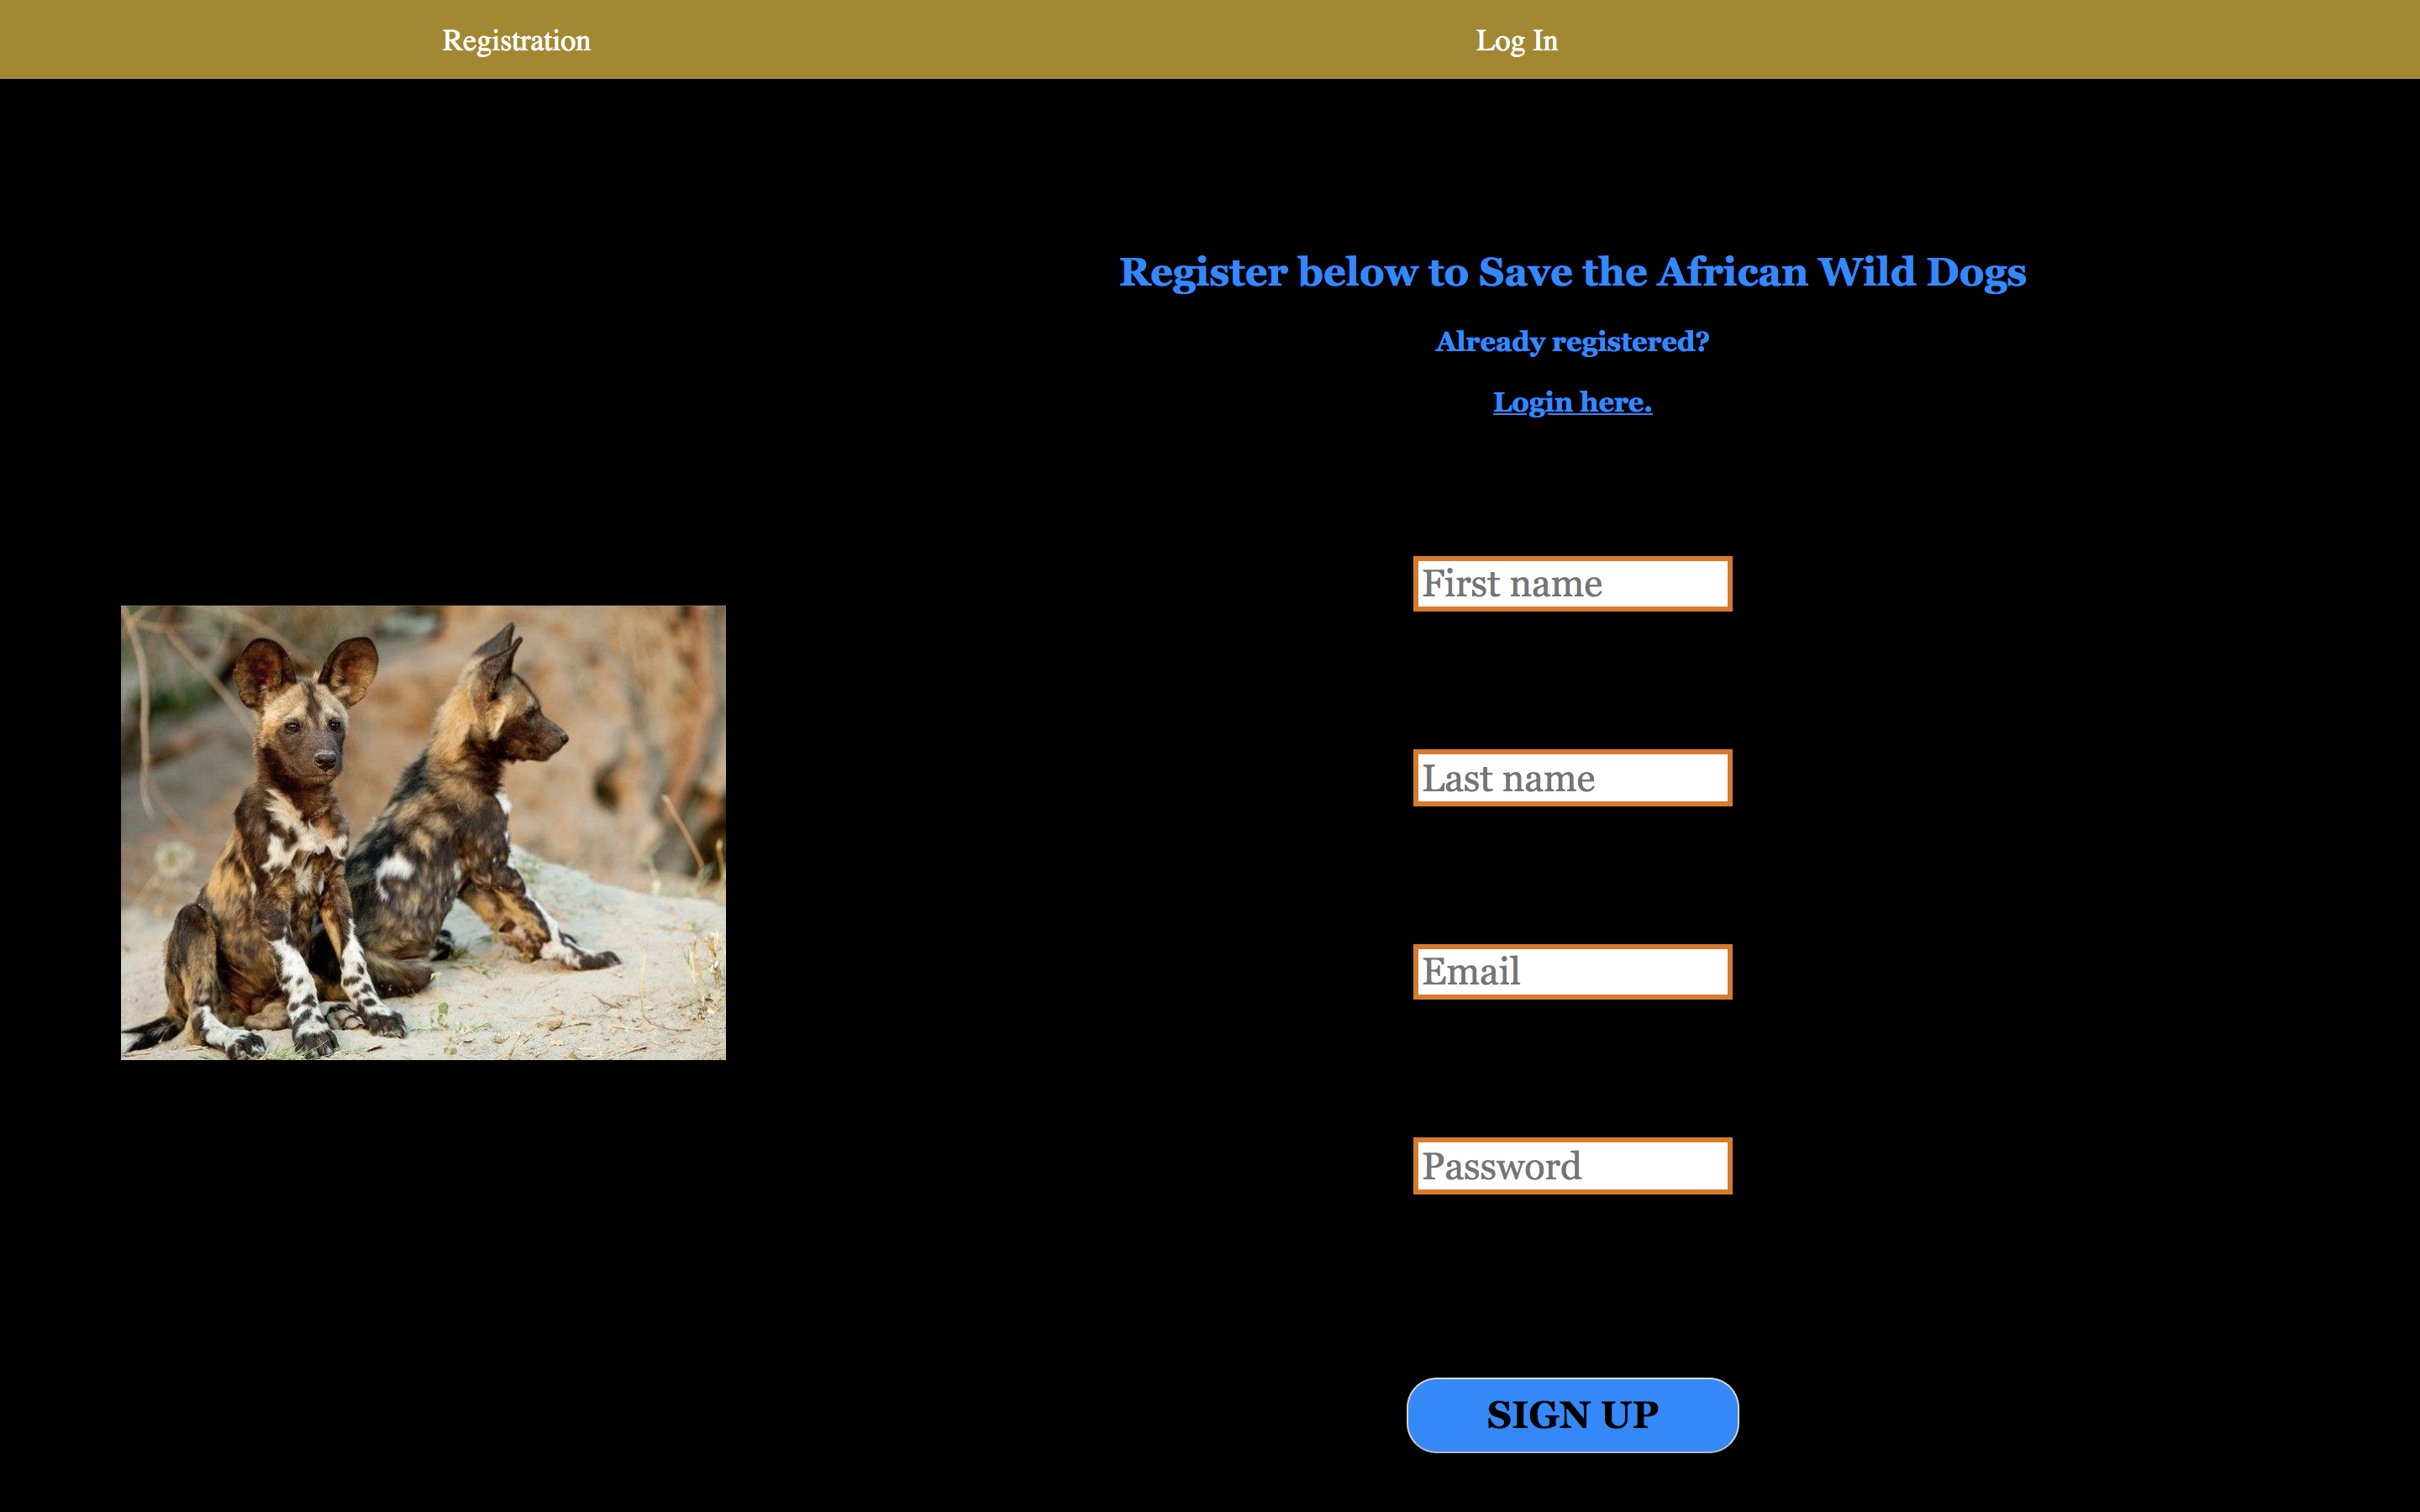 Registration
Log In
Register below to Save the African Wild Dogs
Already registered?
Login here.
First name
Last name
Email
Password
SIGN UP